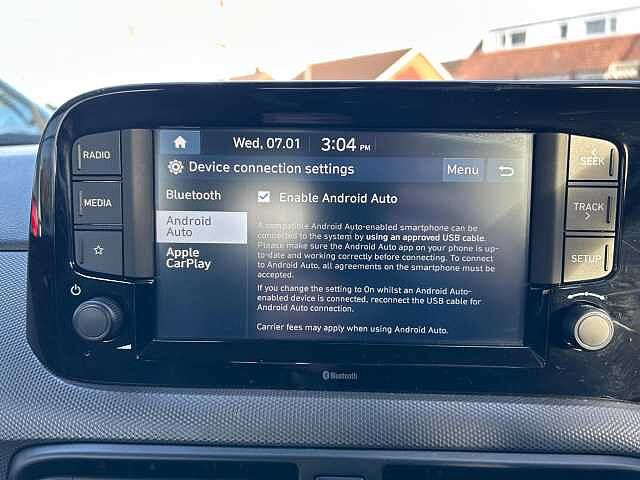 Wed, 07.01 3:04 PM
RADIO
SEEK
Device connection settings Menu
Bluetooth
Enable Android Auto
MEDIA
TRACK
Android
Auto
A compatible Android Auto-enabled smartphone can be
connected to the system by using an approved USB cable.
Please make sure the Android Auto app on your phone is up-
to-date and working correctly before connecting. To connect
to Android Auto, all agreements on the smartphone must be
accepted.
Apple
CarPlay
SETUP
If you change the setting to On whilst an Android Auto-
enabled device is connected, reconnect the USB cable for
Android Auto connection.
Carrier fees may apply when using Android Auto.
Bluetooth